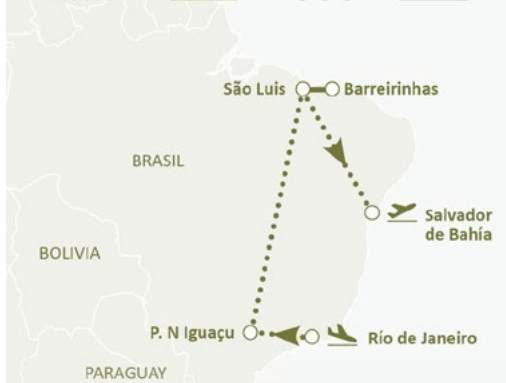 São Luis
Barreirinhas
BRASIL
Salvador
de Bahía
BOLIVIA
P. N Iguaçu
Río de Janeiro
PARAGUAY